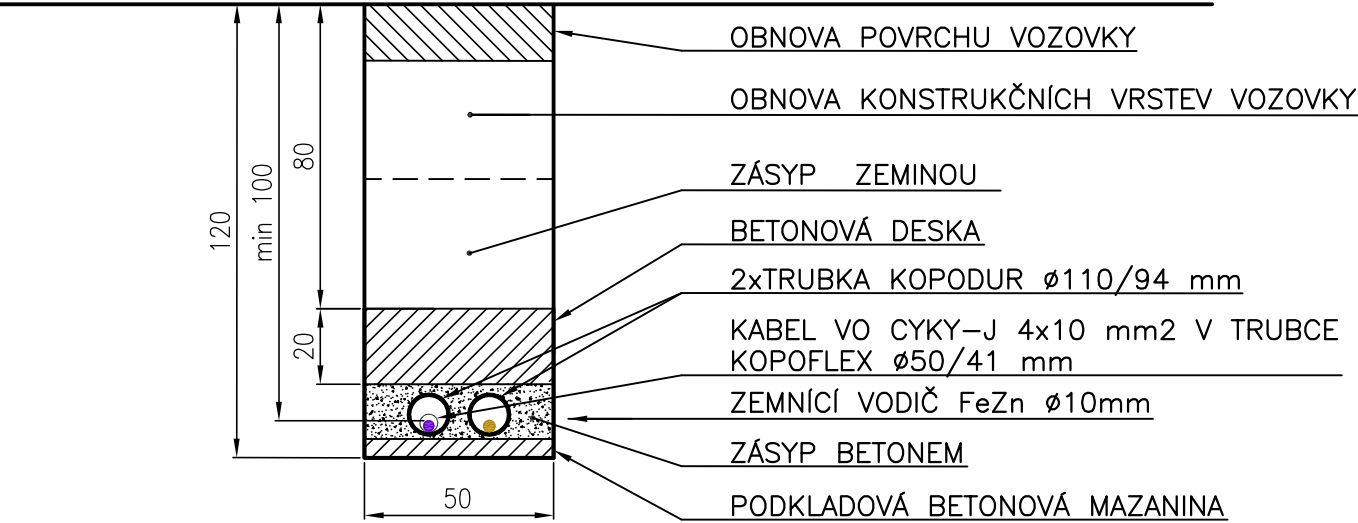 OBNOVA POVRCHU VOZOVKY
OBNOVA KONSTRUKČNÍCH VRSTEV VOZOVKY
ZÁSYP ZEMINOU
BETONOVÁ DESKA
2xTRUBKA KOPODUR ø110/94 mm
KABEL VO CYKY-J 4x10 mm2 V TRUBCE
KOPOFLEX ø50/41 mm
ZEMNÍCÍ VODIČ FeZn ø10mm
ZÁSYP BETONEM
PODKLADOVÁ BETONOVÁ MAZANINA
120
min 100
80
20
50